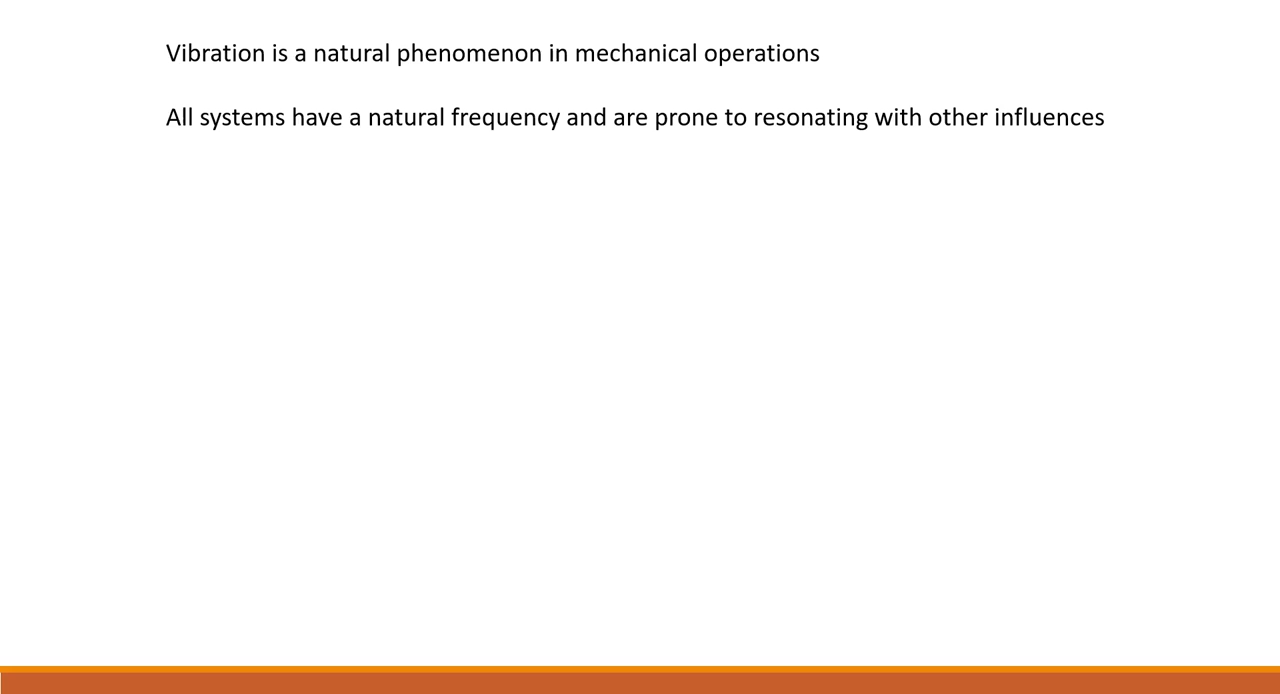 Vibration is a natural phenomenon in mechanical operations
All systems have a natural frequency and are prone to resonating with other influences